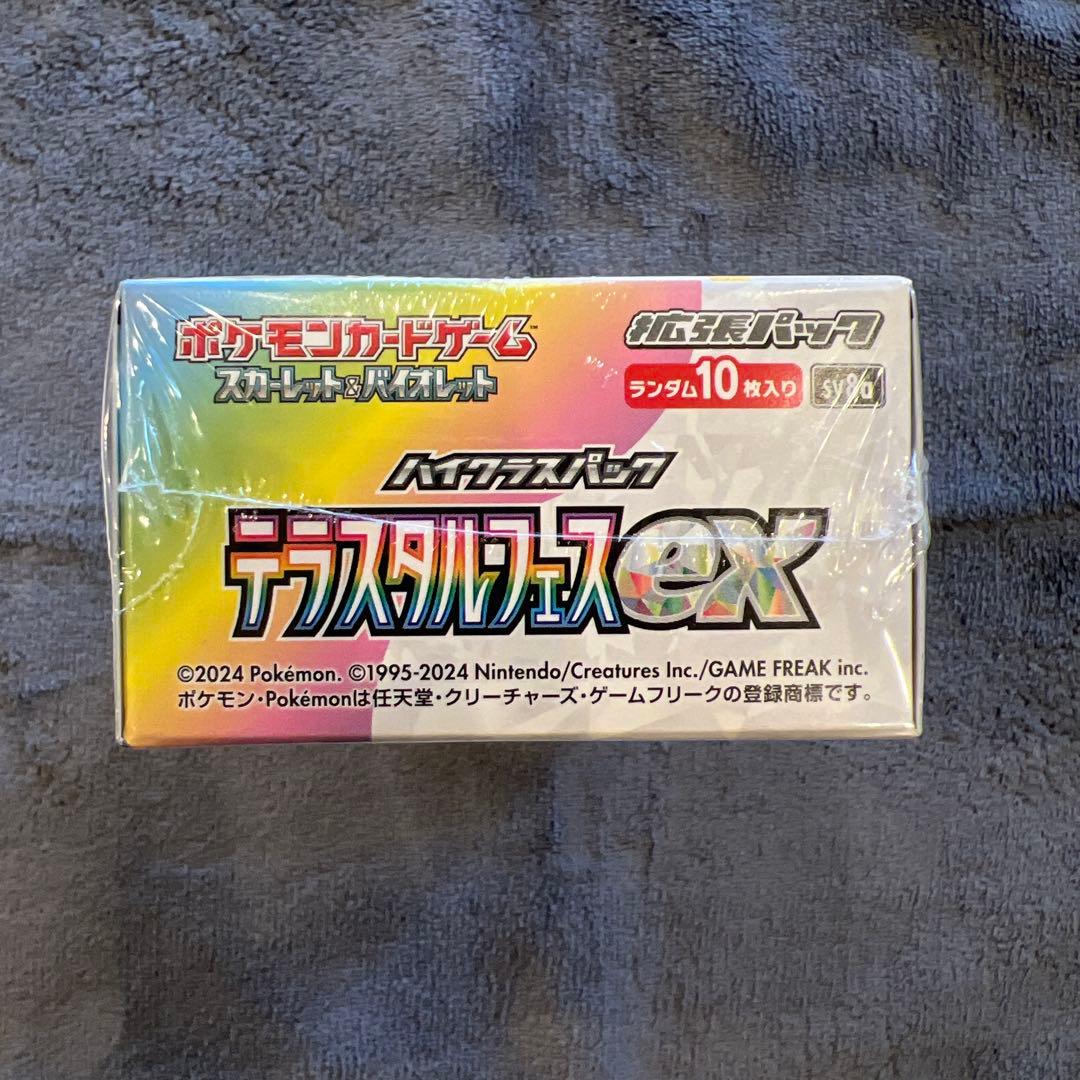 ポケモンカードゲーム™
スカーレット&バイオレット
拡張パック
ランダム10枚入り
sv8a
ハイクラスパック
テラスタルフェスex
©2024 Pokémon. ©1995-2024 Nintendo/Creatures Inc./GAME FREAK inc.
ポケモン・Pokémonは任天堂・クリーチャーズ・ゲームフリークの登録商標です。